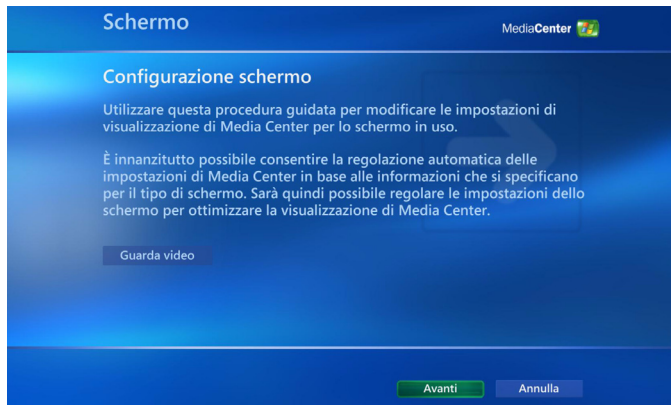 Schermo
MediaCenter
Configurazione schermo
Utilizzare questa procedura guidata per modificare le impostazioni di
visualizzazione di Media Center per lo schermo in uso.
È innanzitutto possibile consentire la regolazione automatica delle
impostazioni di Media Center in base alle informazioni che si specificano
per il tipo di schermo. Sarà quindi possibile regolare le impostazioni dello
schermo per ottimizzare la visualizzazione di Media Center.
Guarda video
Avanti
Annulla